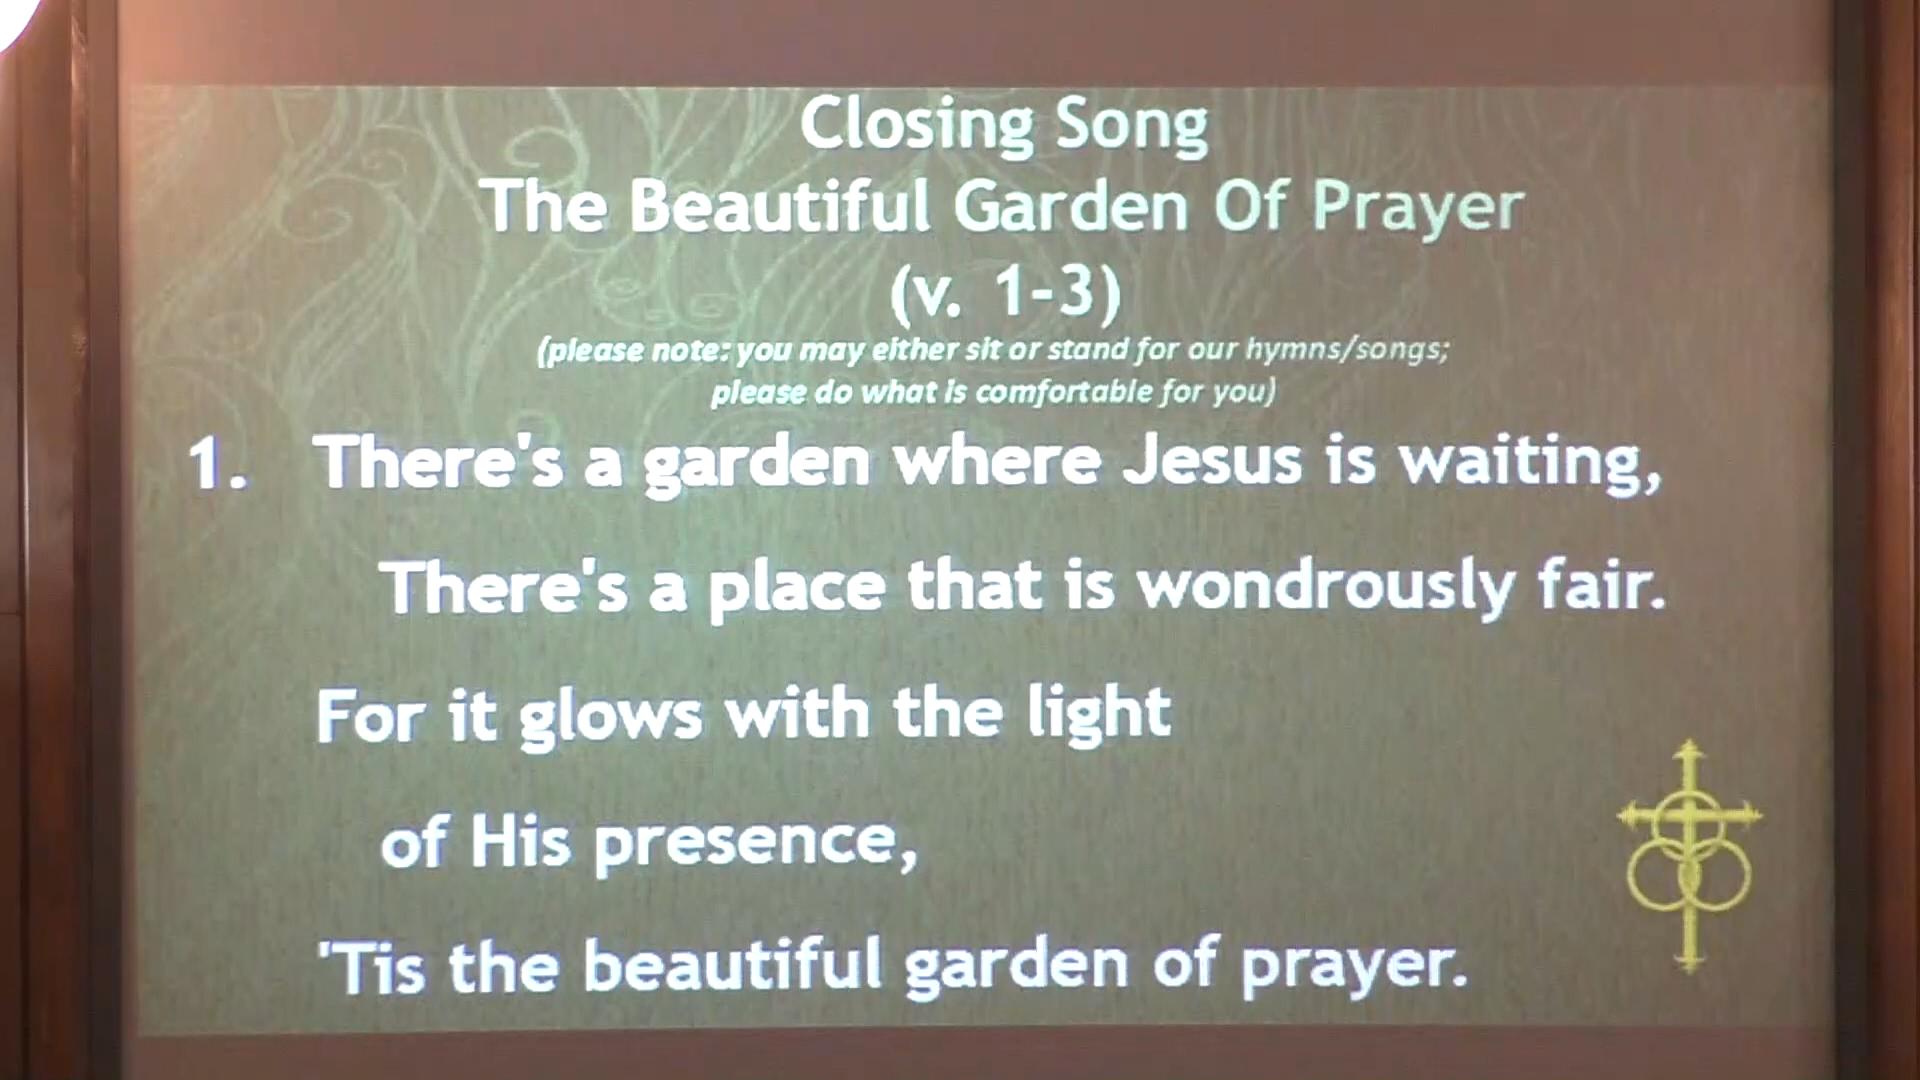 Closing Song
The Beautiful Garden Of Prayer
(v. 1-3)
(please note: you may either sit or stand for our hymns/songs;
please do what is comfortable for you)
1. There's a garden where Jesus is waiting,
There's a place that is wondrously fair.
For it glows with the light
of His presence,
'Tis the beautiful garden of prayer.